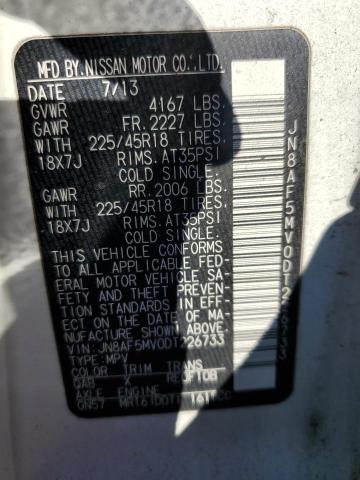 MFD BY. NISSAN MOTOR CO., LTD.
DATE 7/13
GVWR 4167 LBS.
GAWR FR. 2227 LBS.
WITH 225/45R18 TIRES.
18X7J RIMS. AT35PSI
COLD SINGLE.
GAWR RR. 2006 LBS.
WITH 225/45R18 TIRES.
18X7J RIMS. AT35PSI
COLD SINGLE.
THIS VEHICLE CONFORMS
TO ALL APPLICABLE FED-
ERAL MOTOR VEHICLE SA-
FETY AND THEFT PREVEN-
TION STANDARDS IN EFF-
ECT ON THE DATE OF MA-
NUFACTURE SHOWN ABOVE.
VIN: JN8AF5MV0DT226733
TYPE: MPV
COLOR TRIM TRANS
QAB X RE0F10B
AXLE ENGINE
GN57
JN8AF5MV0DT226733